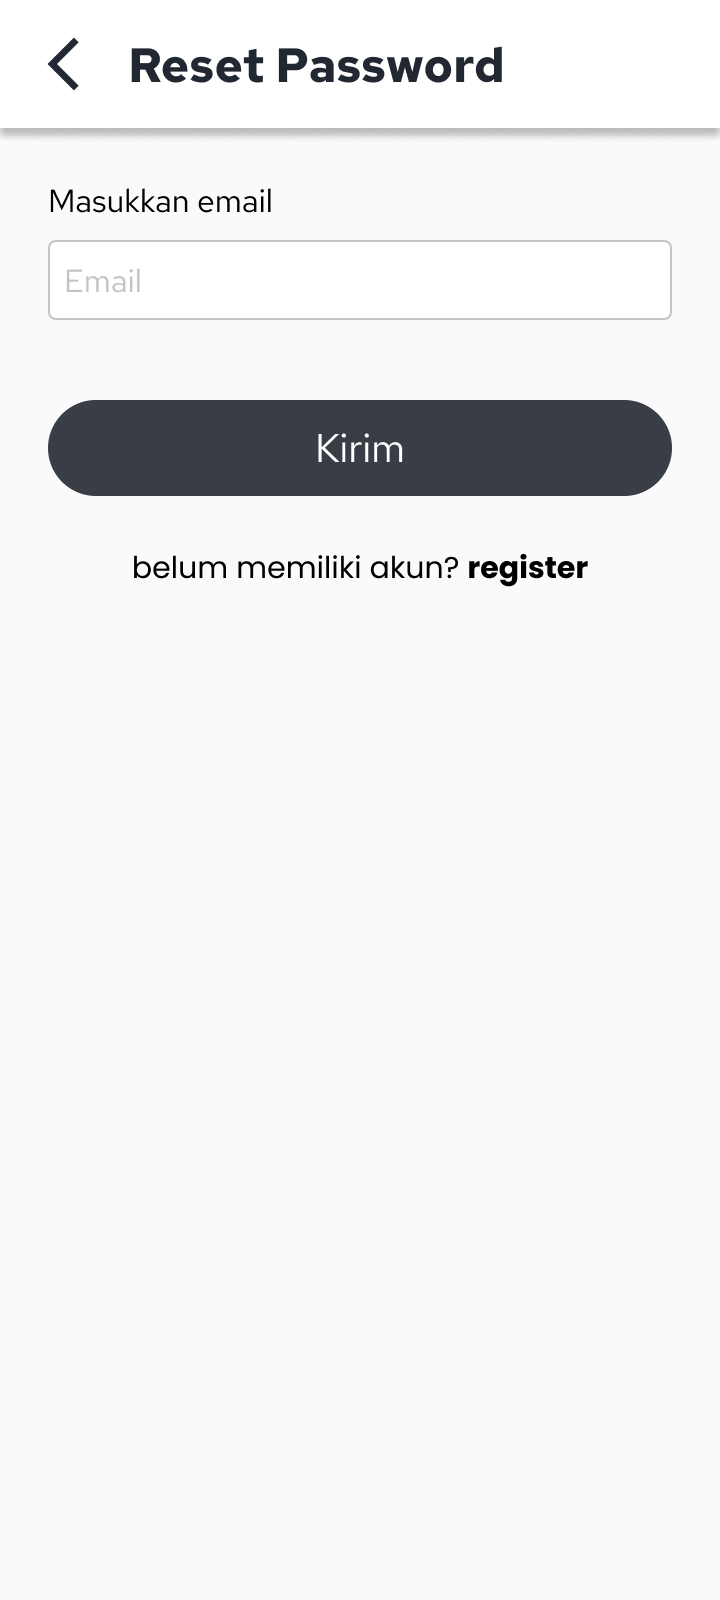 Reset Password
Masukkan email
Email
Kirim
belum memiliki akun? register